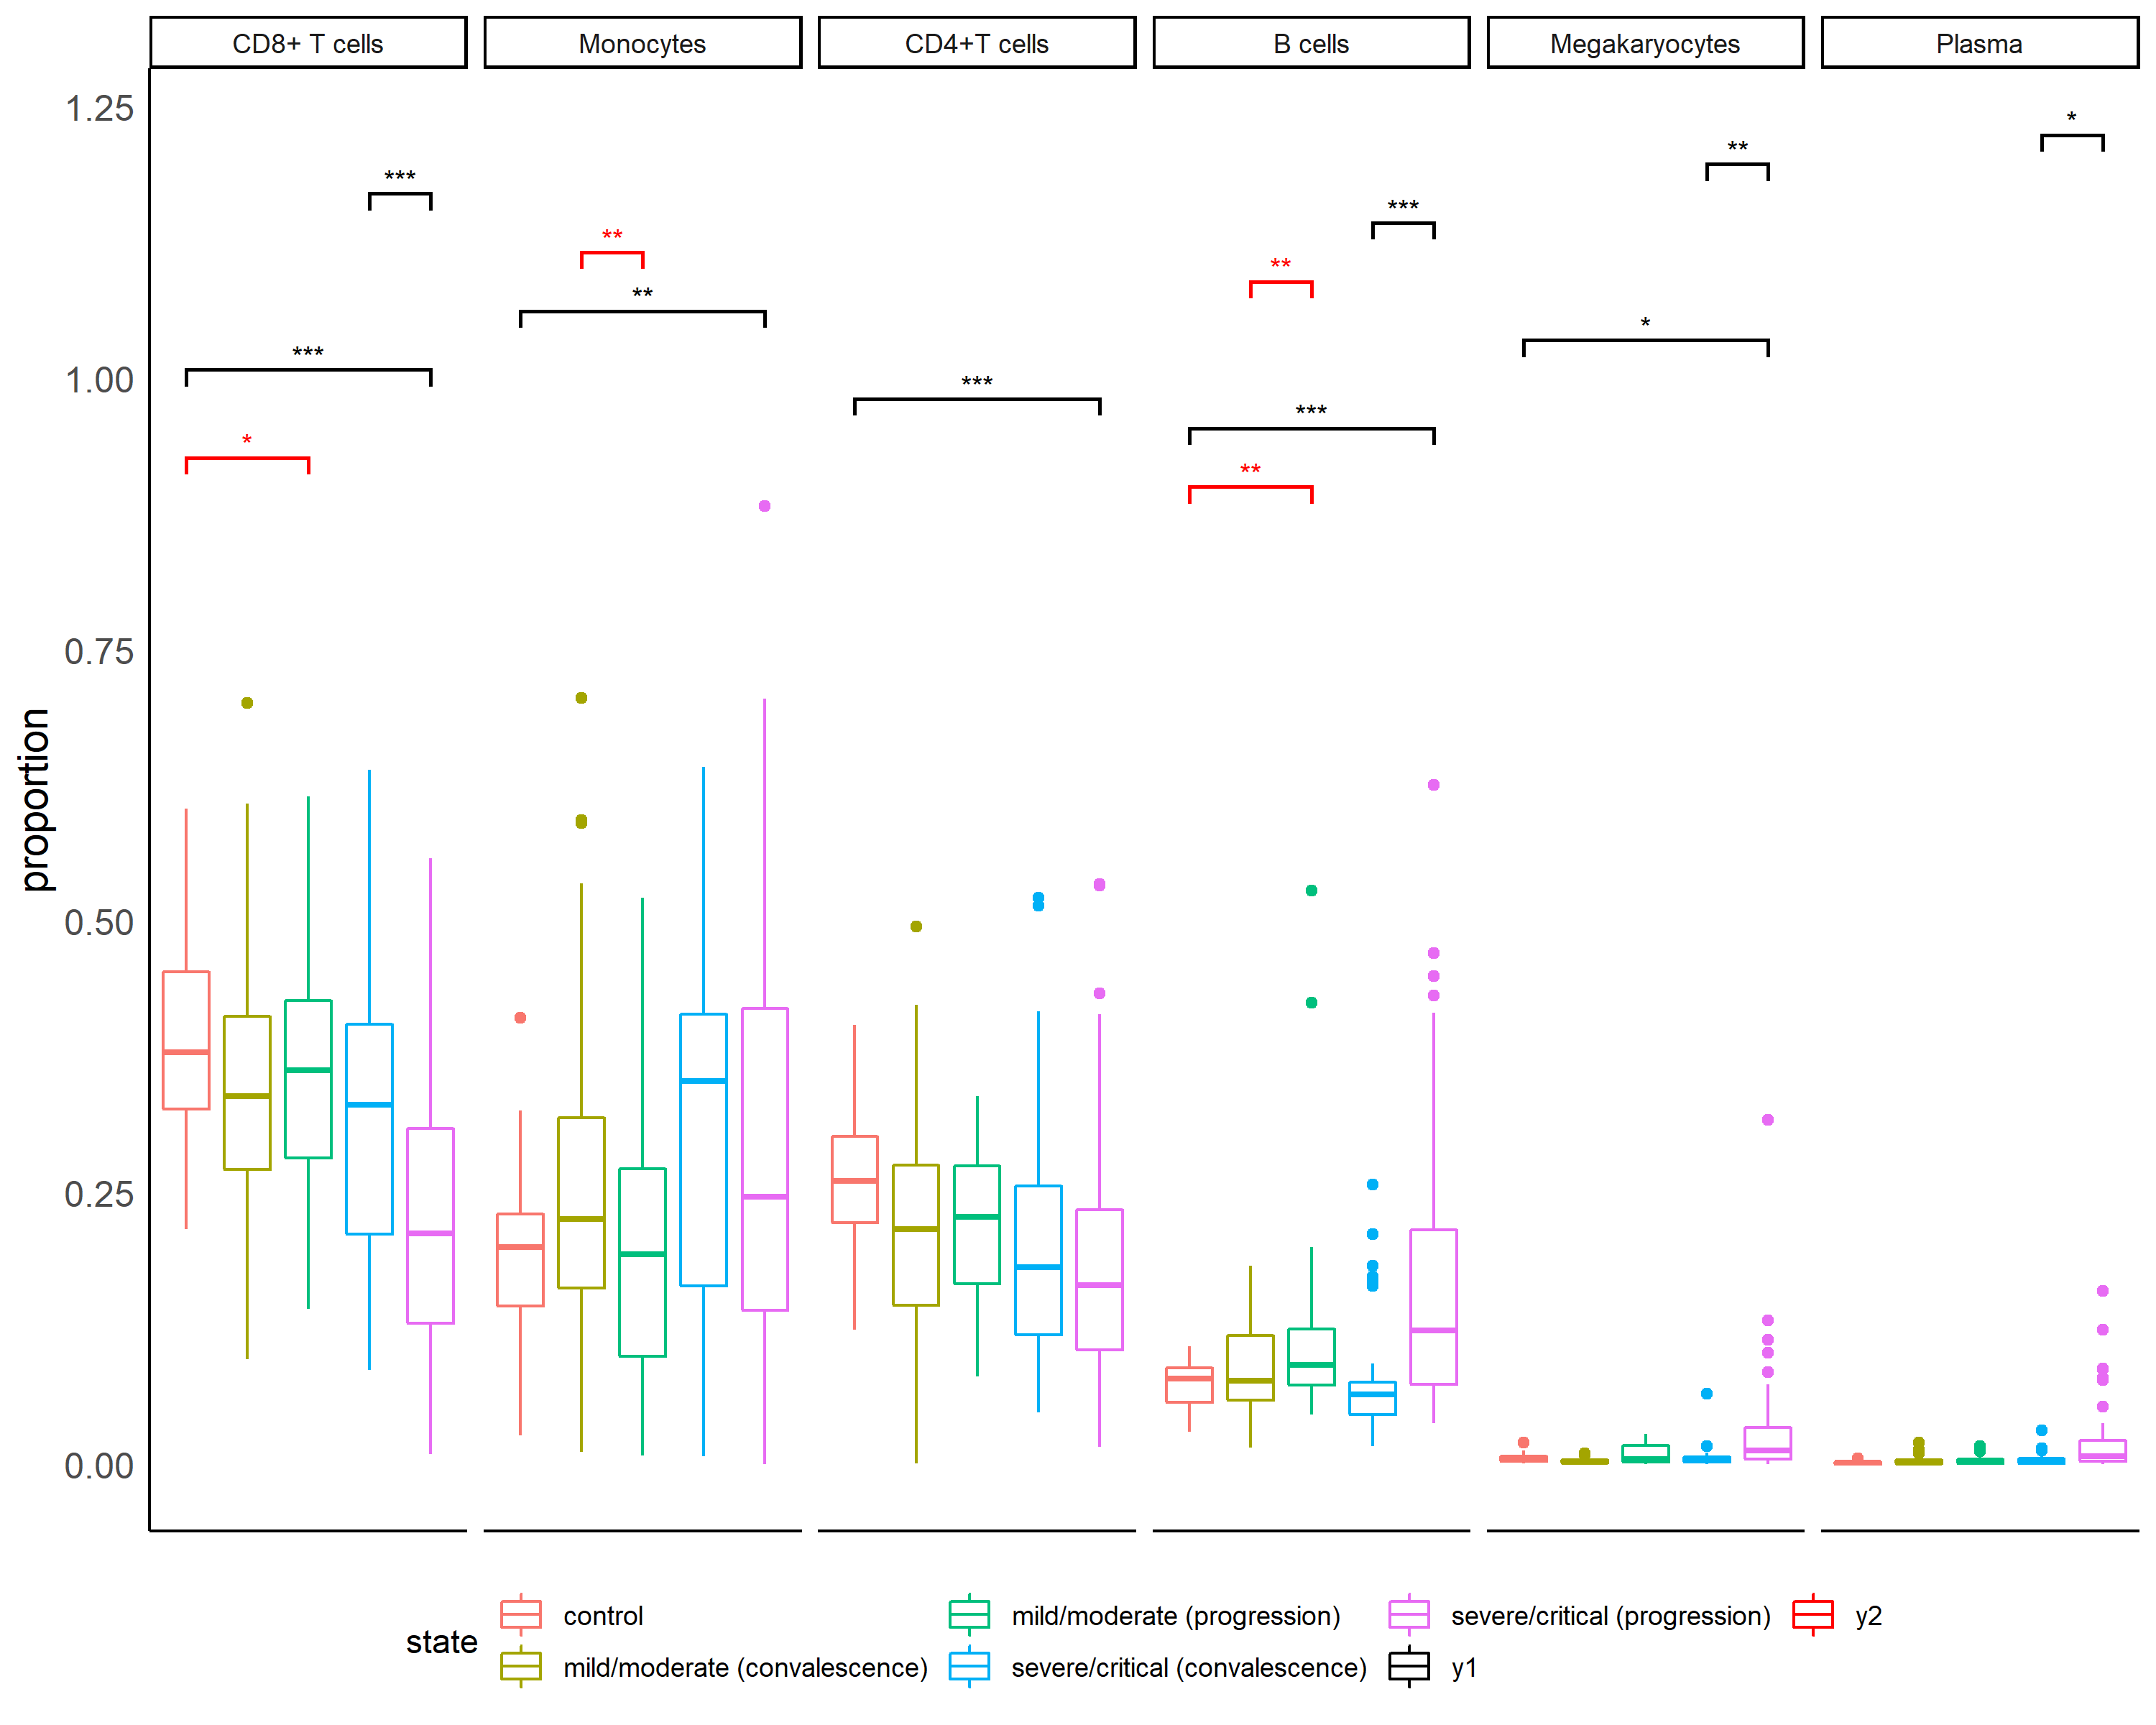 CD8+ T cells
Monocytes
CD4+T cells
B cells
Megakaryocytes
Plasma
1.25
1.00
0.75
0.50
0.25
0.00
proportion
*
**
***
**
***
***
**
**
***
*
***
***
**
*
**
state
control
mild/moderate (convalescence)
mild/moderate (progression)
severe/critical (convalescence)
severe/critical (progression)
y1
y2